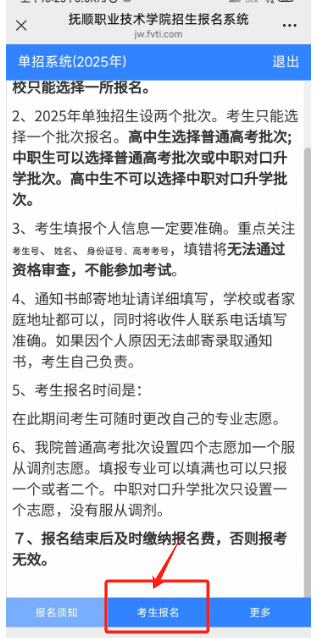 抚顺职业技术学院招生报名系统
jw.fvti.com
单招系统(2025年)
退出
校只能选择一所报名。
2、2025年单独招生设两个批次。考生只能选
择一个批次报名。高中生选择普通高考批次;
中职生可以选择普通高考批次或中职对口升
学批次。高中生不可以选择中职对口升学批
次。
3、考生填报个人信息一定要准确。重点关注
考生号、姓名、身份证号、高考考号，填错将无法通过
资格审查，不能参加考试。
4、通知书邮寄地址请详细填写，学校或者家
庭地址都可以，同时将收件人联系电话填写
准确。如果因个人原因无法邮寄录取通知
书，考生自己负责。
5、考生报名时间是：
在此期间考生可随时更改自己的专业志愿。
6、我院普通高考批次设置四个志愿加一个服
从调剂志愿。填报专业可以填满也可以只报
一个或者二个。中职对口升学批次只设置一
个志愿，没有服从调剂。
７、报名结束后及时缴纳报名费，否则报考
无效。
报名须知
考生报名
更多